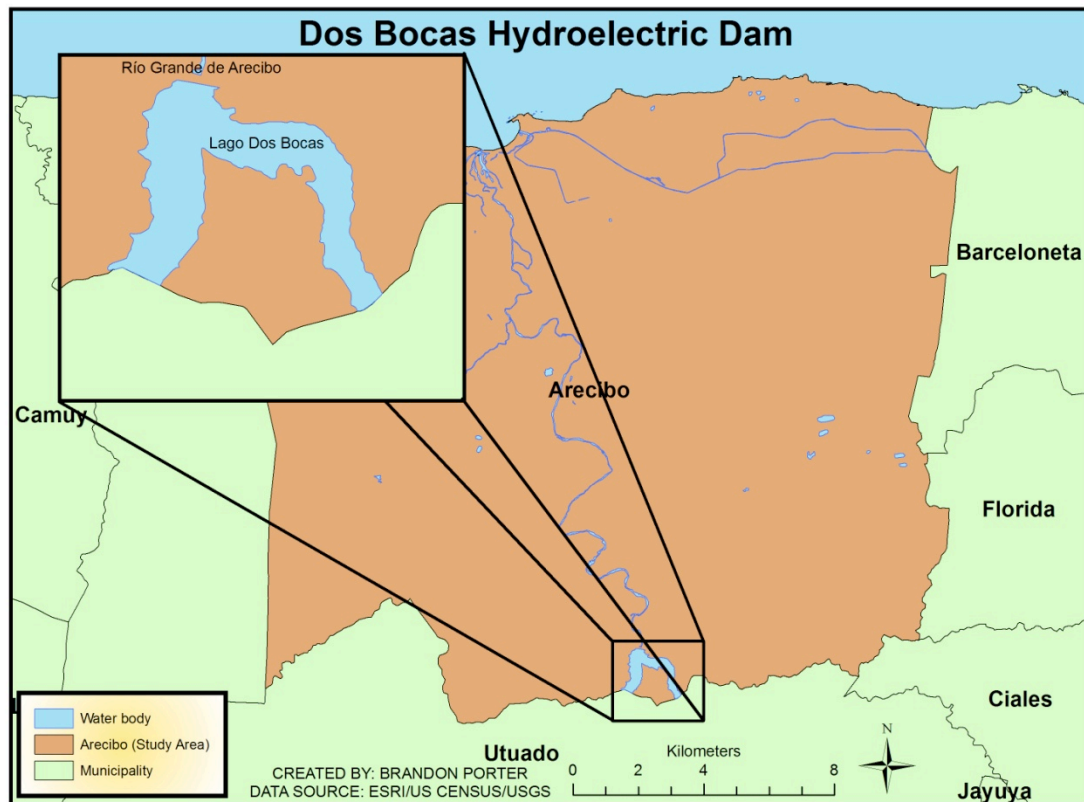 Dos Bocas Hydroelectric Dam
Río Grande de Arecibo
Lago Dos Bocas
Barceloneta
Arecibo
Camuy
Florida
Ciales
Utuado
Jayuya
Water body
Arecibo (Study Area)
Municipality
CREATED BY: BRANDON PORTER
DATA SOURCE: ESRI/US CENSUS/USGS
Kilometers
0 2 4 8
N